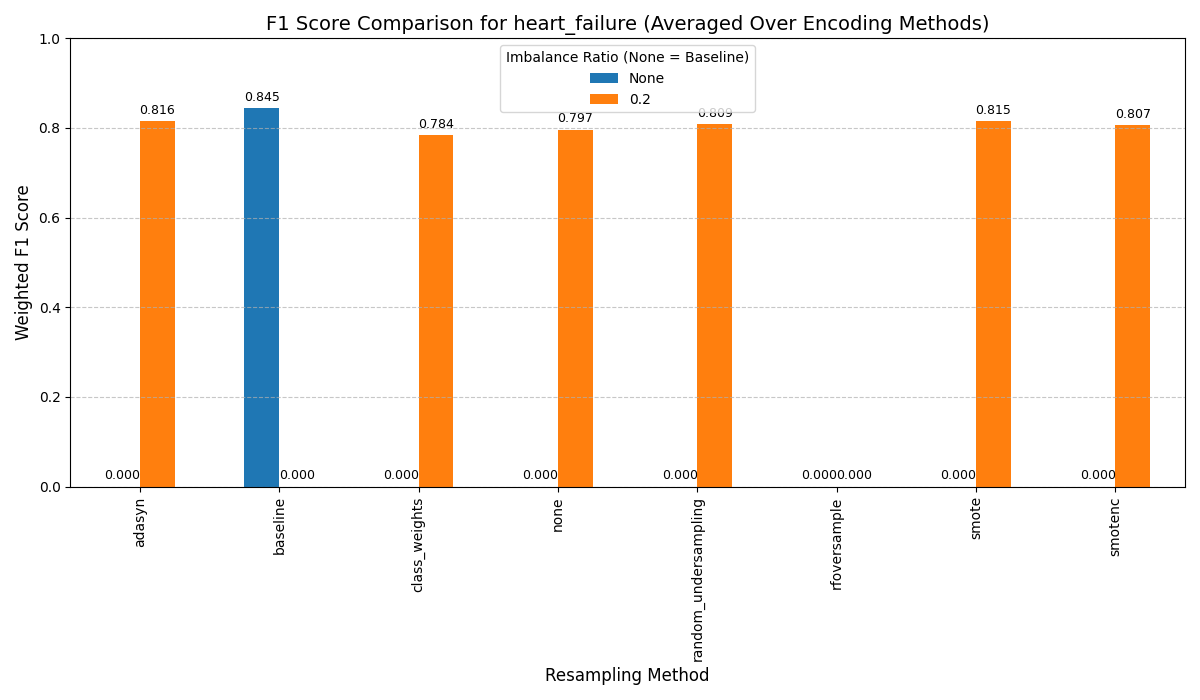 F1 Score Comparison for heart_failure (Averaged Over Encoding Methods)
Weighted F1 Score
1.0
0.8
0.6
0.4
0.2
0.0
Imbalance Ratio (None = Baseline)
None
0.2
0.000
0.816
0.845
0.000
0.000
0.784
0.000
0.797
0.000
0.809
0.000
0.000
0.000
0.815
0.000
0.807
adasyn
baseline
class_weights
none
random_undersampling
rfoversample
smote
smotenc
Resampling Method